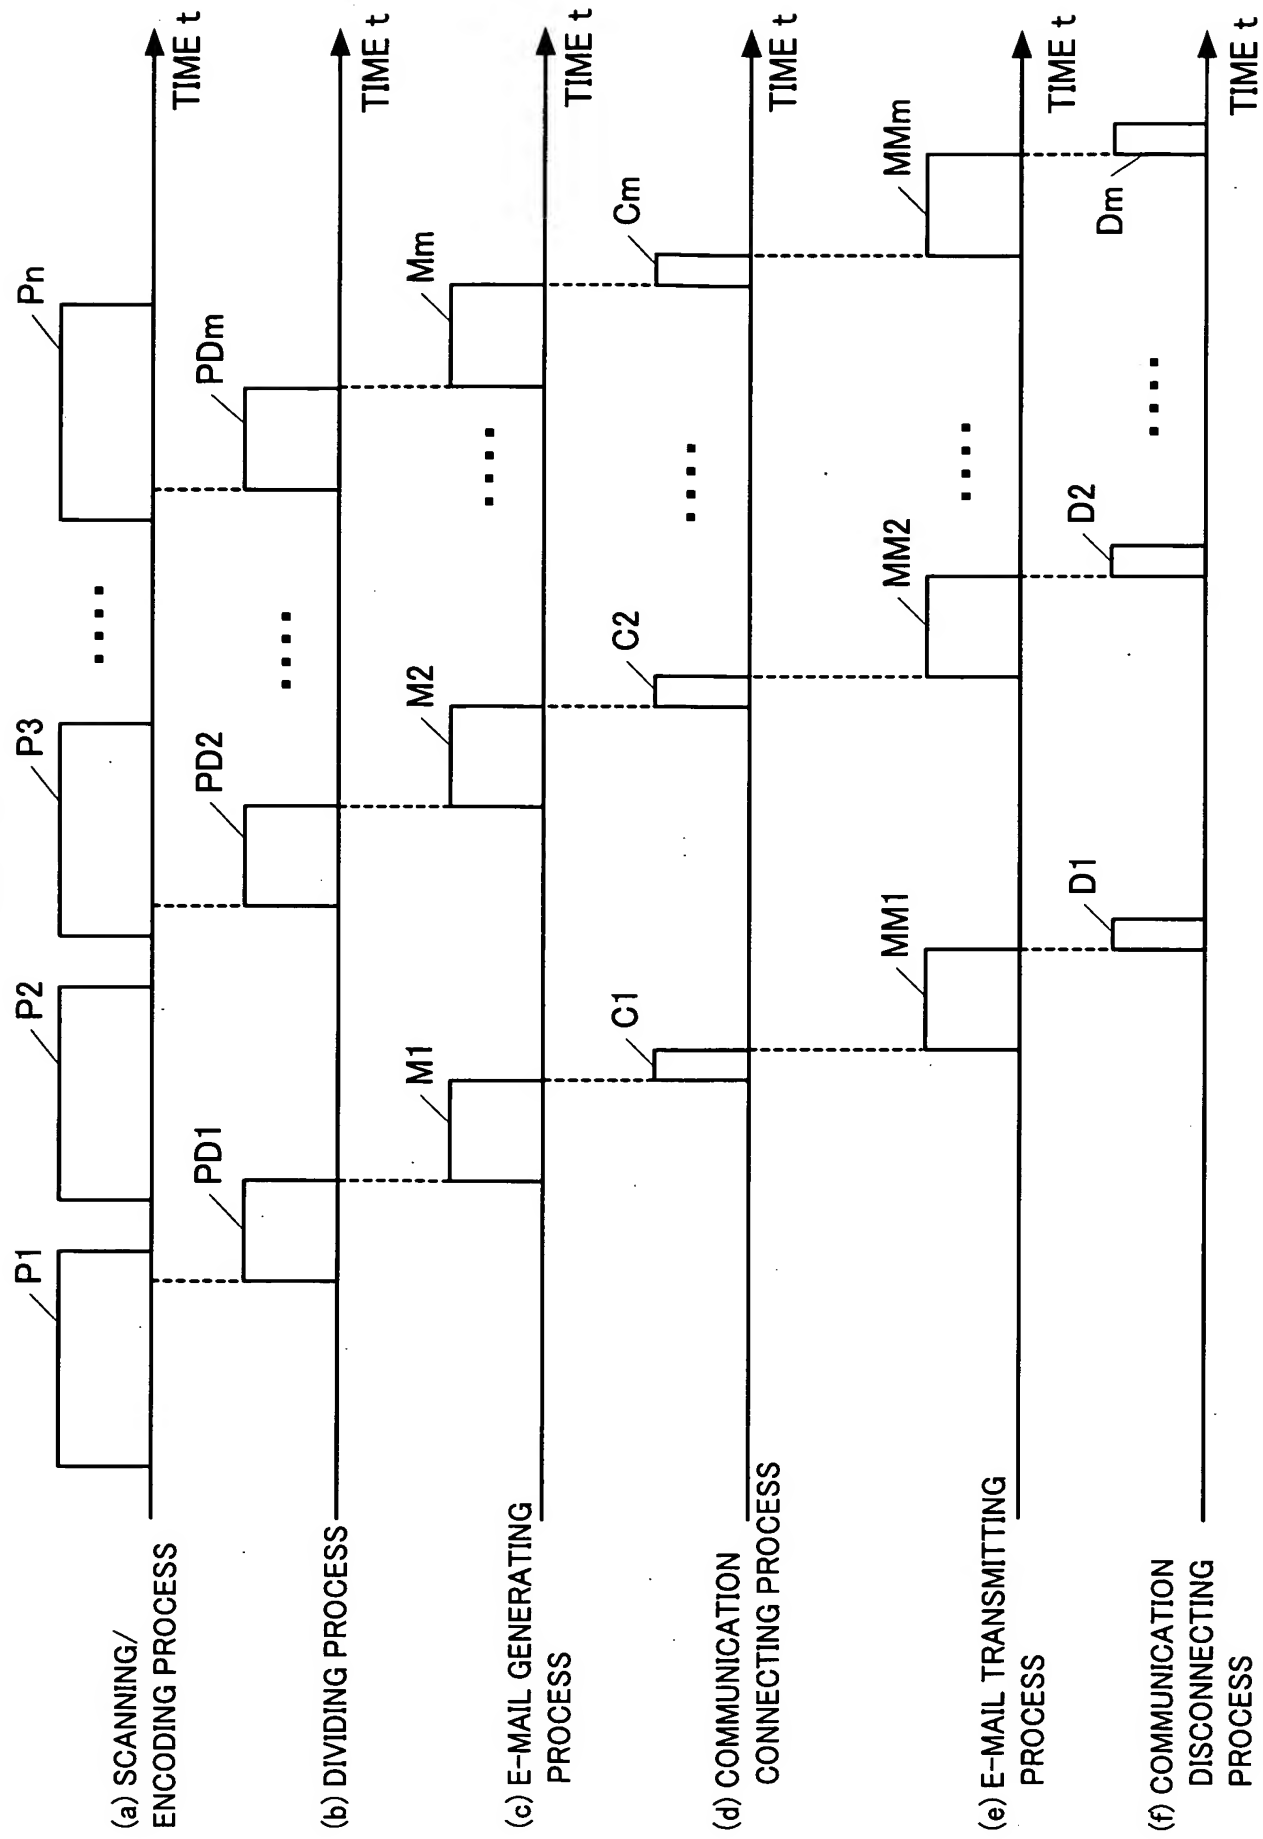 (a) SCANNING/
ENCODING PROCESS
P1
P2
P3
....
Pn
TIME t
(b) DIVIDING PROCESS
PD1
PD2
....
PDm
TIME t
(c) E-MAIL GENERATING
PROCESS
M1
M2
....
Mm
TIME t
(d) COMMUNICATION
CONNECTING PROCESS
C1
C2
....
Cm
TIME t
(e) E-MAIL TRANSMITTING
PROCESS
MM1
MM2
....
MMm
TIME t
(f) COMMUNICATION
DISCONNECTING
PROCESS
D1
D2
....
Dm
TIME t